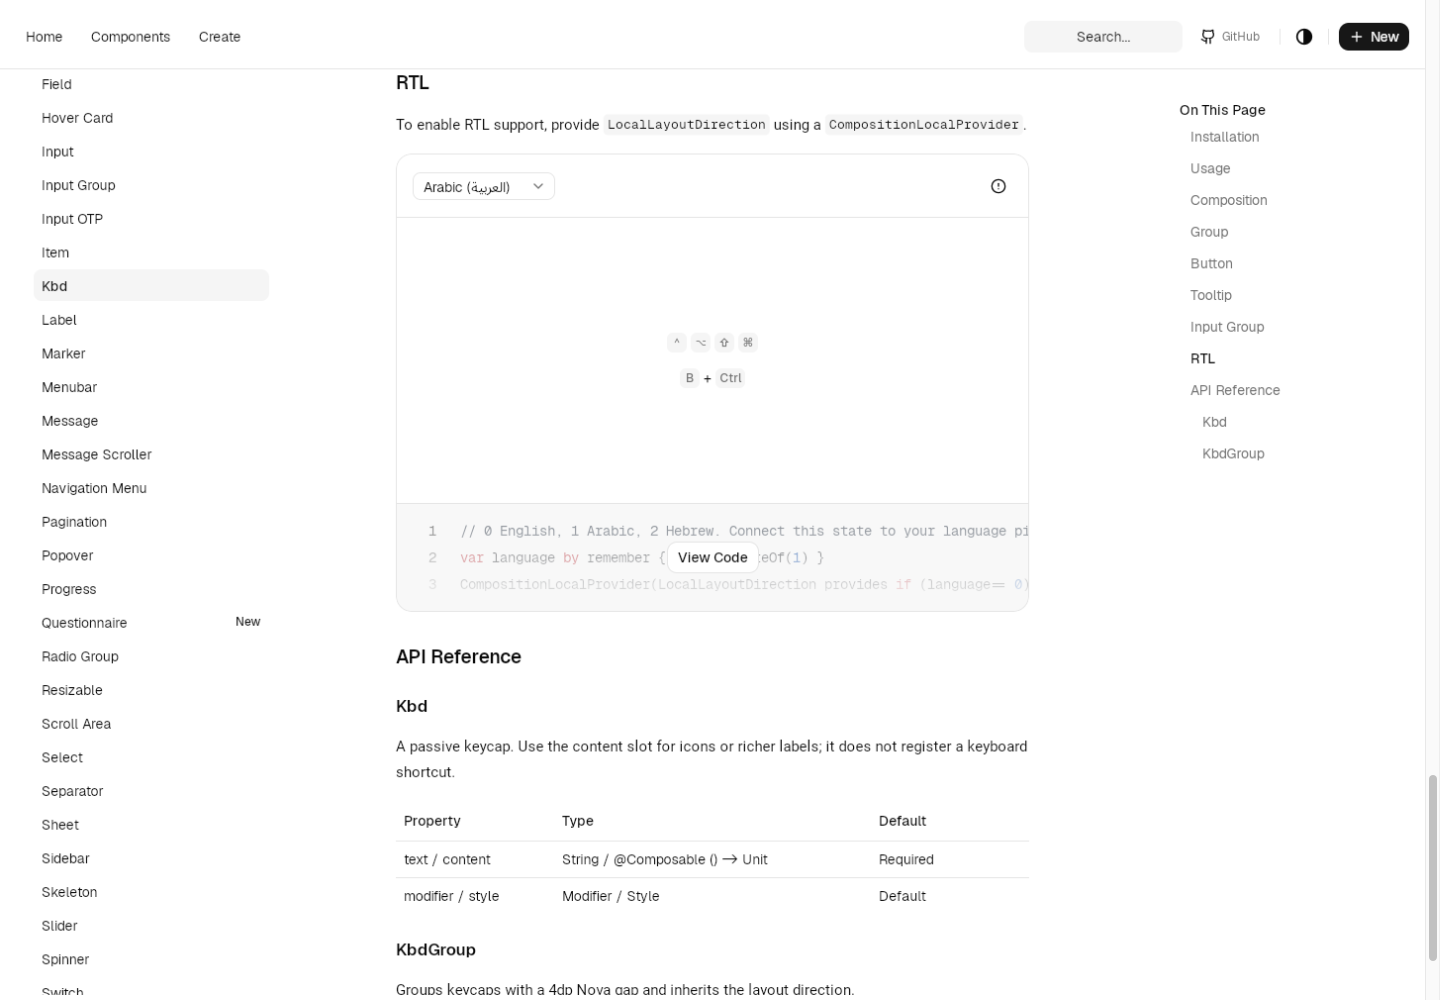 Home
Components
Create
Search...
GitHub
+ New
Field
Hover Card
Input
Input Group
Input OTP
Item
Kbd
Label
Marker
Menubar
Message
Message Scroller
Navigation Menu
Pagination
Popover
Progress
Questionnaire New
Radio Group
Resizable
Scroll Area
Select
Separator
Sheet
Sidebar
Skeleton
Slider
Spinner
Switch
RTL
To enable RTL support, provide LocalLayoutDirection using a CompositionLocalProvider.
Arabic (العربية)
^ ⌥ ⇧ ⌘
B + Ctrl
1 // 0 English, 1 Arabic, 2 Hebrew. Connect this state to your language pi
2 var language by remember { teOf(1) }
View Code
3 CompositionLocalProvider(LocalLayoutDirection provides if (language== 0)
API Reference
Kbd
A passive keycap. Use the content slot for icons or richer labels; it does not register a keyboard
shortcut.
Property Type Default
text / content String / @Composable () -> Unit Required
modifier / style Modifier / Style Default
KbdGroup
Groups keycaps with a 4dp Nova gap and inherits the layout direction.
On This Page
Installation
Usage
Composition
Group
Button
Tooltip
Input Group
RTL
API Reference
Kbd
KbdGroup